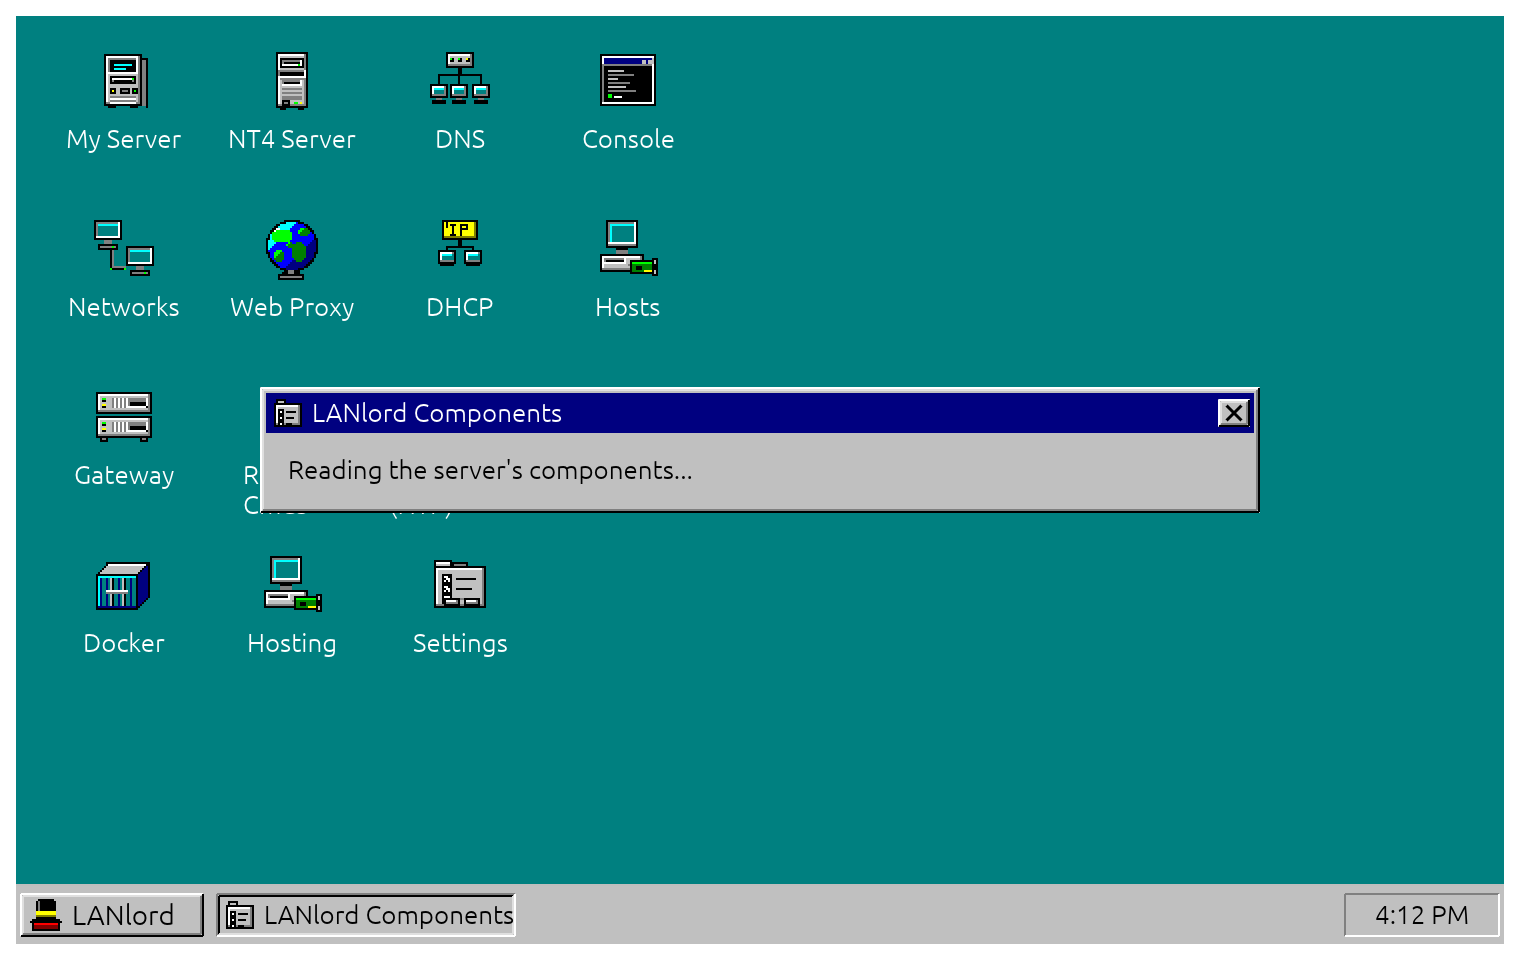 My Server
NT4 Server
DNS
Console
Networks
Web Proxy
IP
DHCP
Hosts
Gateway
LANlord Components
Reading the server's components...
Docker
Hosting
Settings
LANlord
LANlord Components
4:12 PM